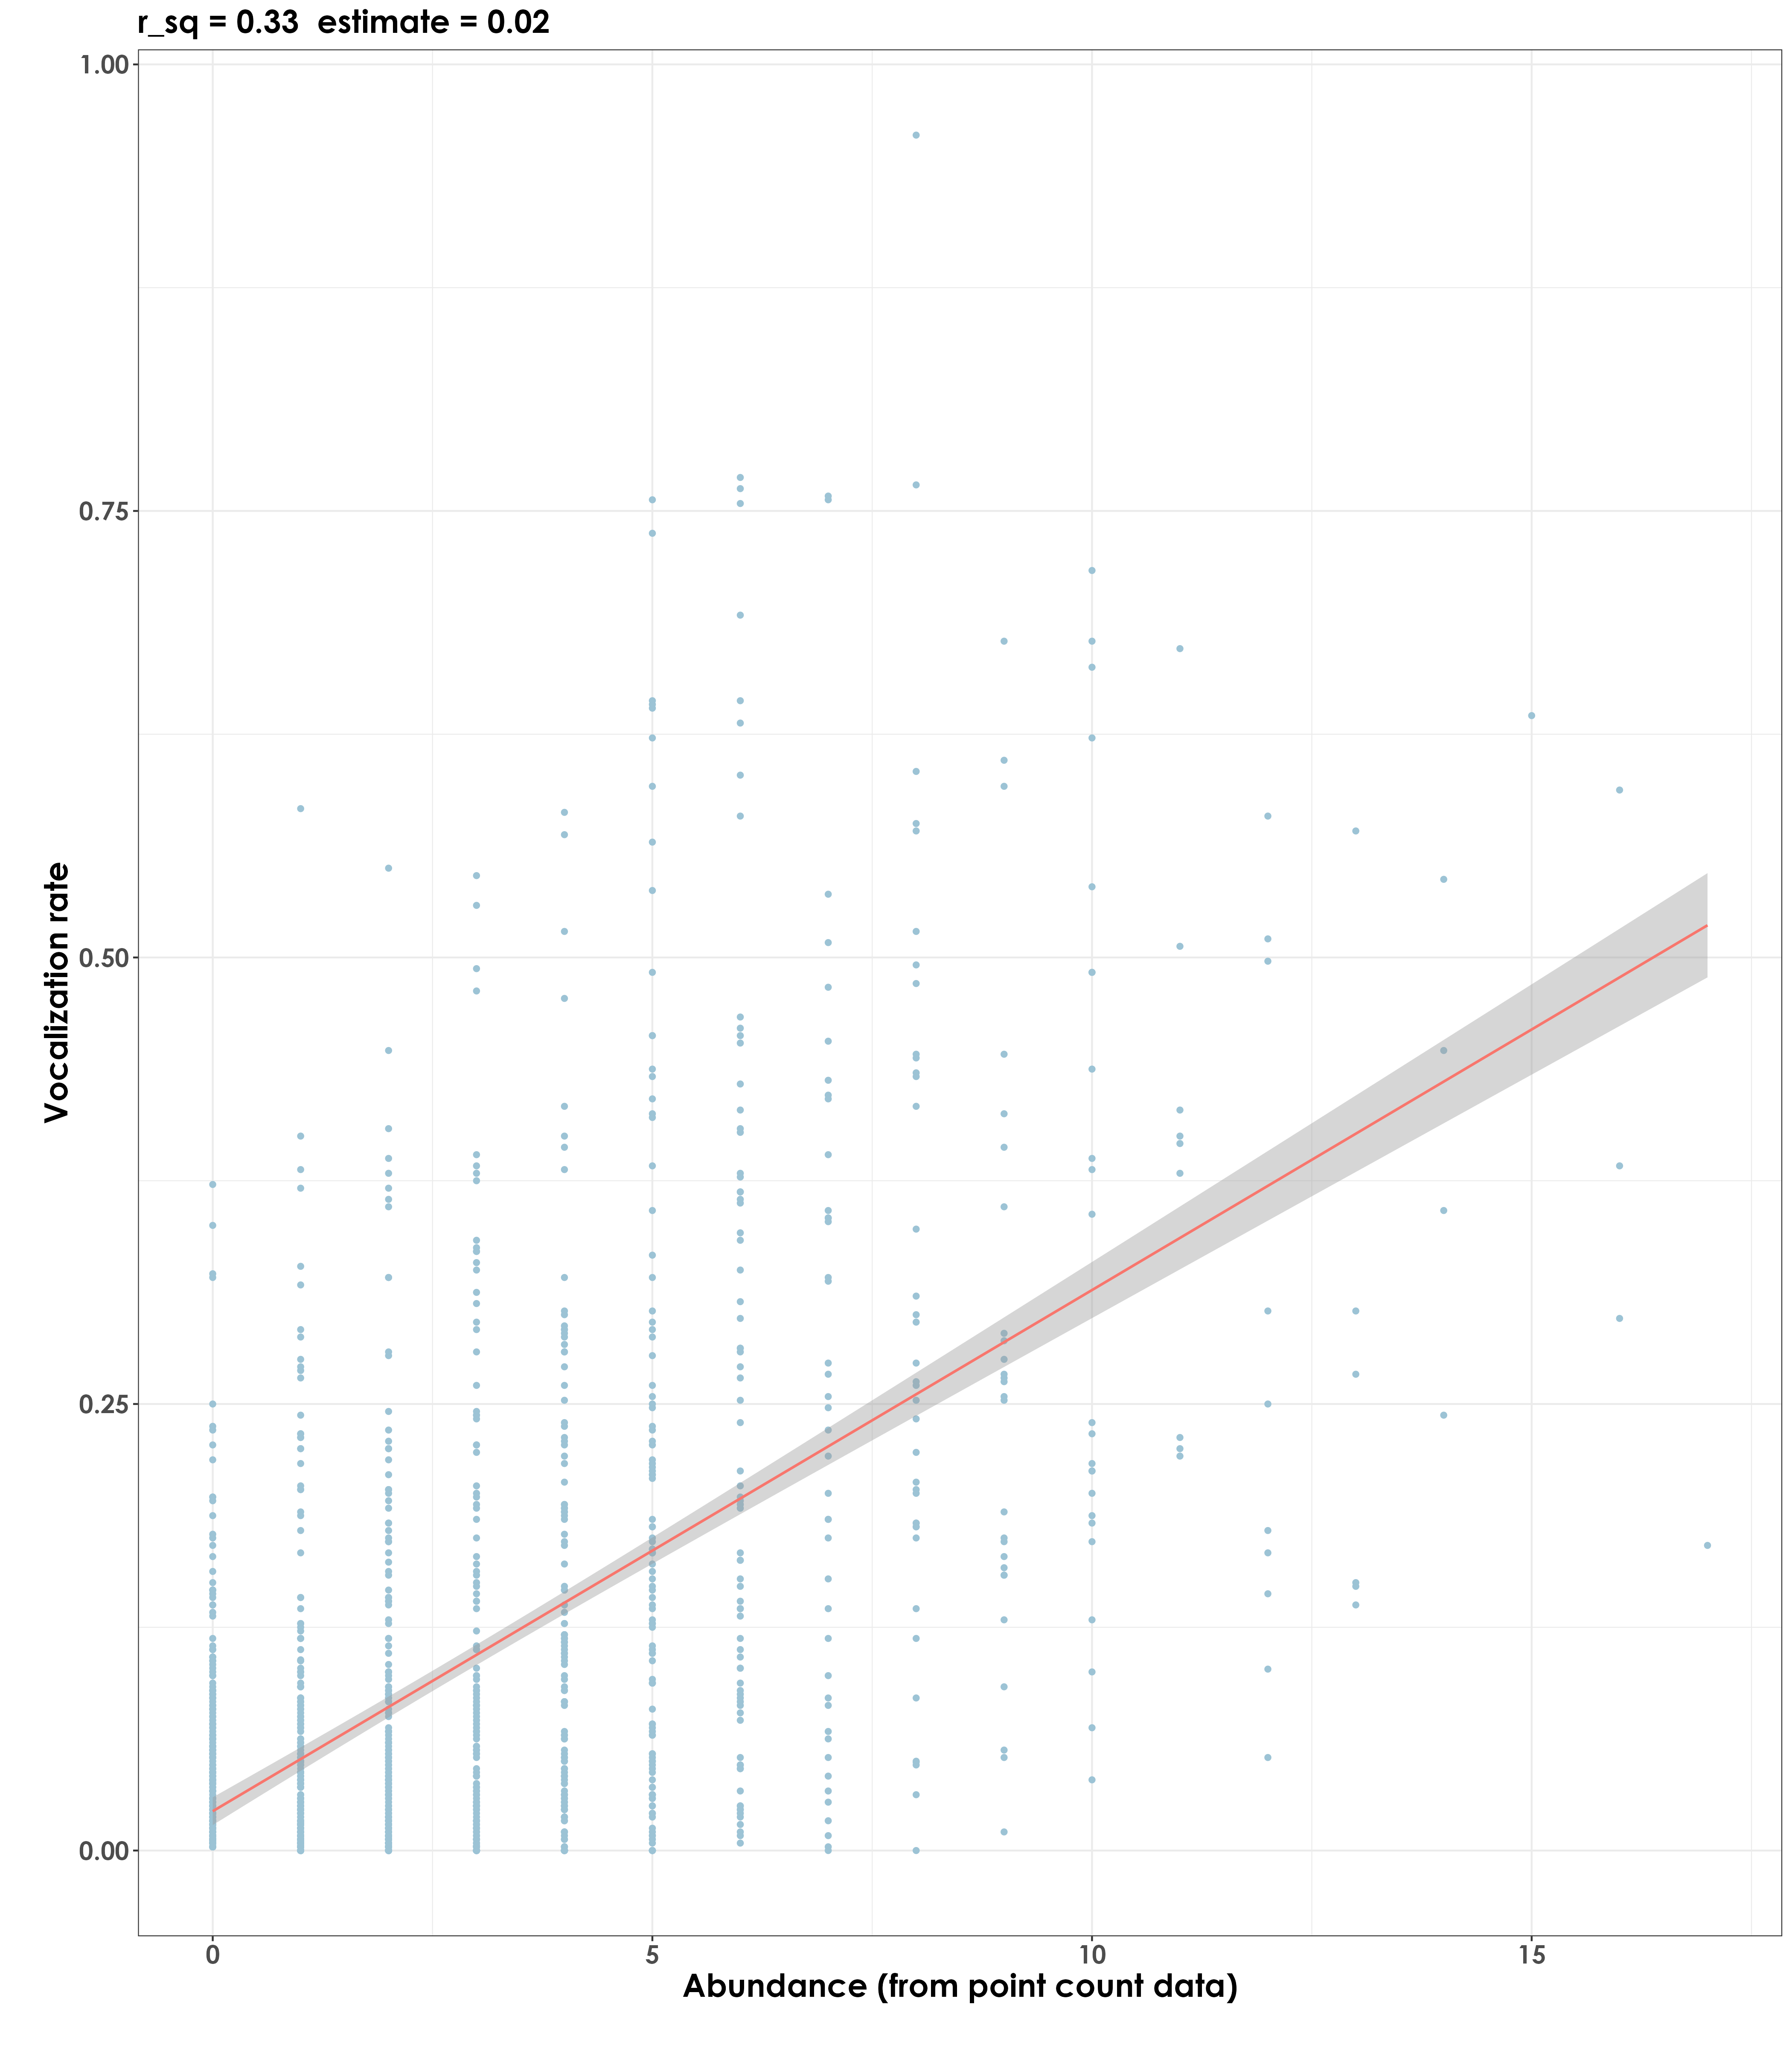 r_sq = 0.33  estimate = 0.02
1.00
0.75
0.50
0.25
0.00
Vocalization rate
0 5 10 15
Abundance (from point count data)